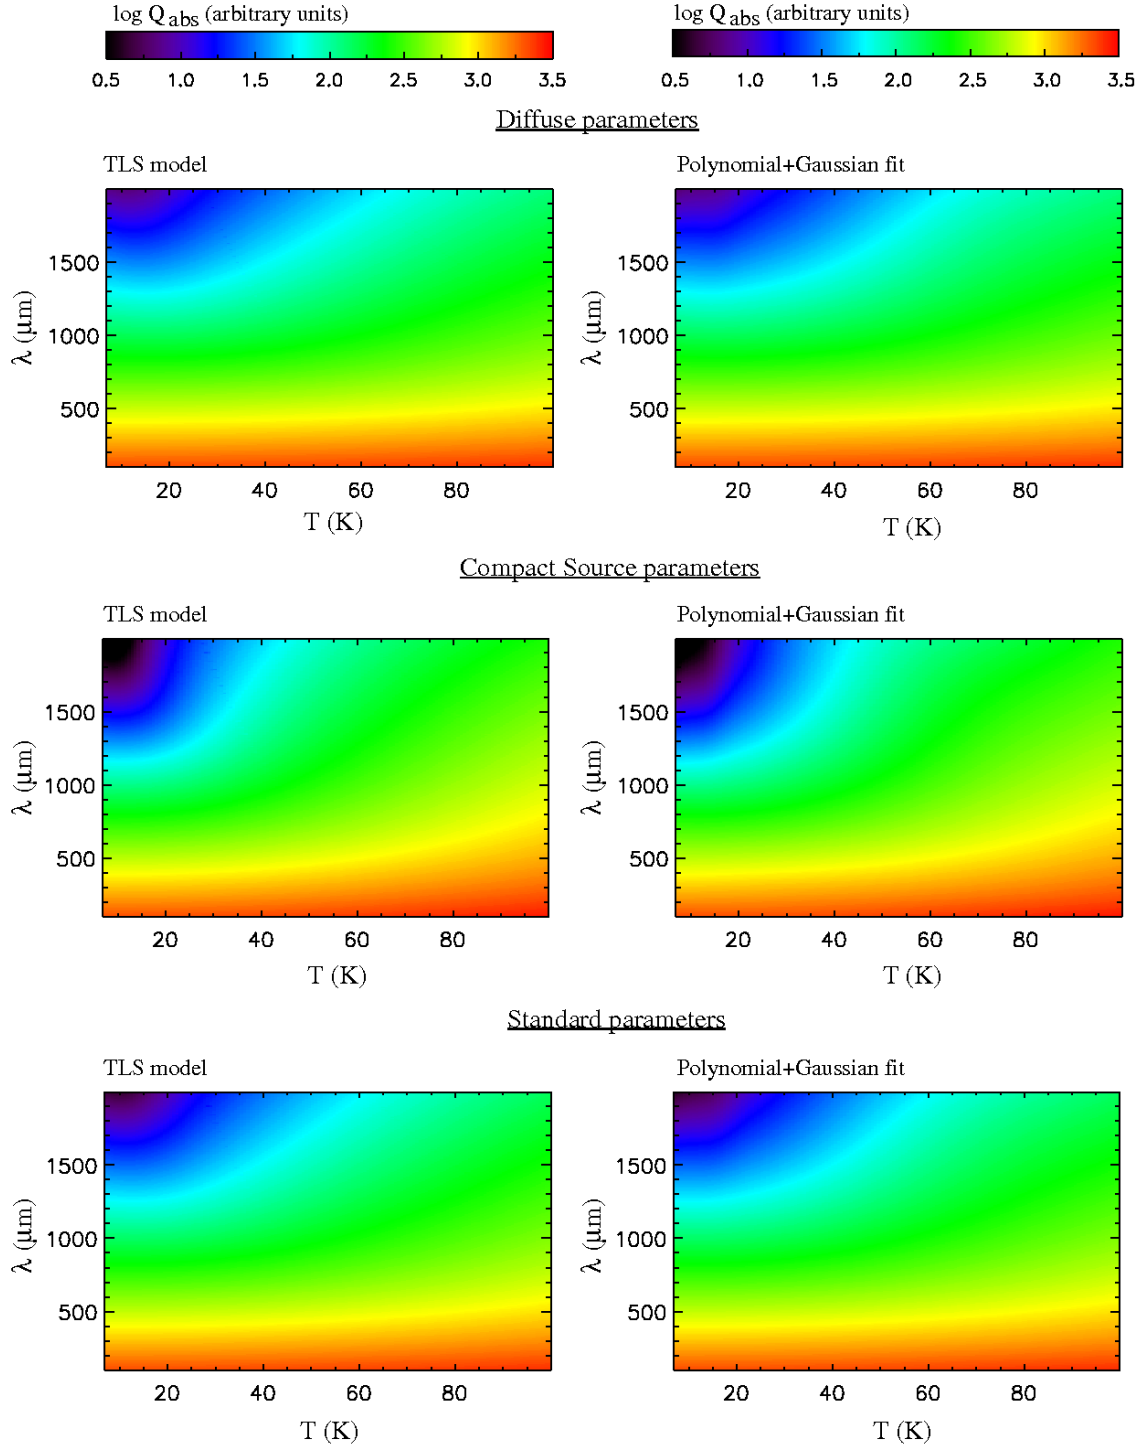 log Q abs (arbitrary units) log Q abs (arbitrary units)
0.5 1.0 1.5 2.0 2.5 3.0 3.5 0.5 1.0 1.5 2.0 2.5 3.0 3.5
Diffuse parameters
TLS model Polynomial+Gaussian fit
1500 1500
1000 1000
λ (μm) λ (μm)
500 500
20 40 60 80 20 40 60 80
T (K) T (K)
Compact Source parameters
TLS model Polynomial+Gaussian fit
1500 1500
1000 1000
λ (μm) λ (μm)
500 500
20 40 60 80 20 40 60 80
T (K) T (K)
Standard parameters
TLS model Polynomial+Gaussian fit
1500 1500
1000 1000
λ (μm) λ (μm)
500 500
20 40 60 80 20 40 60 80
T (K) T (K)